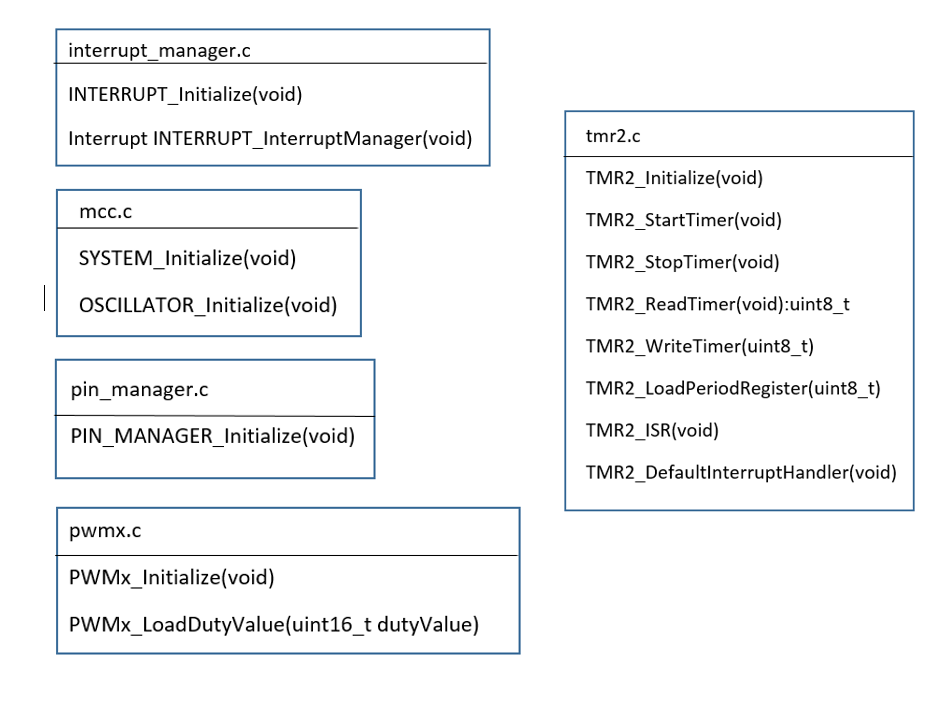 interrupt_manager.c
INTERRUPT_Initialize(void)
Interrupt INTERRUPT_InterruptManager(void)
mcc.c
SYSTEM_Initialize(void)
OSCILLATOR_Initialize(void)
pin_manager.c
PIN_MANAGER_Initialize(void)
pwmx.c
PWMx_Initialize(void)
PWMx_LoadDutyValue(uint16_t dutyValue)
tmr2.c
TMR2_Initialize(void)
TMR2_StartTimer(void)
TMR2_StopTimer(void)
TMR2_ReadTimer(void):uint8_t
TMR2_WriteTimer(uint8_t)
TMR2_LoadPeriodRegister(uint8_t)
TMR2_ISR(void)
TMR2_DefaultInterruptHandler(void)